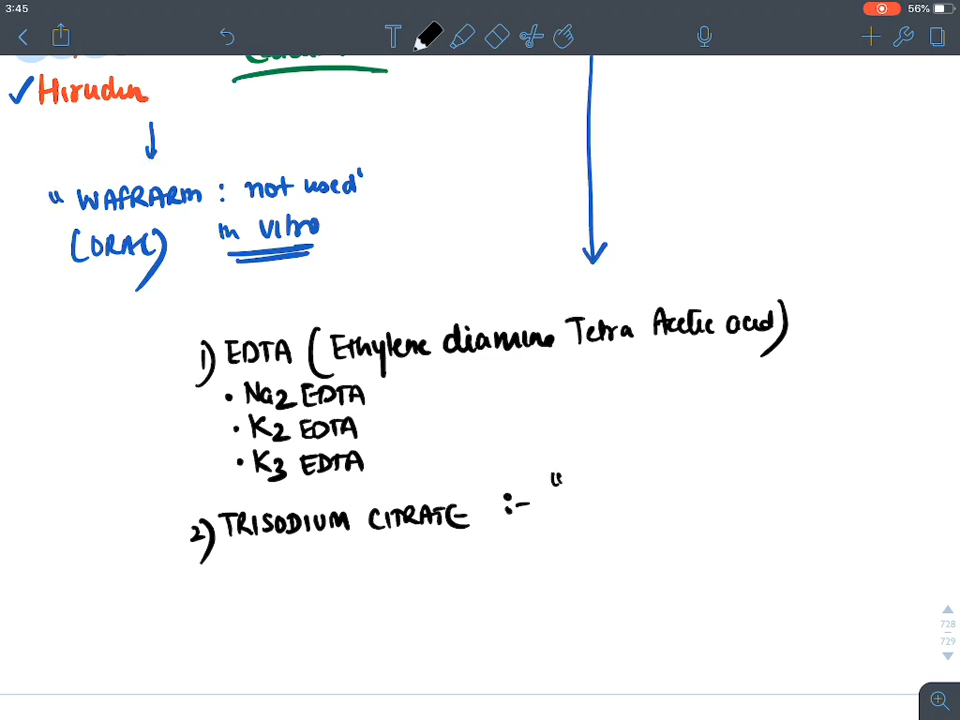 3:45
56%
T
✓Hirudin
" WAfRARM : not used"
(ORAL) in vitro
1) EDTA (Ethylene diamine Tetra Acetic acid)
• Na2 EDTA
• K2 EDTA
• K3 EDTA
2) TRISODIUM CITRATE :- "
728
729